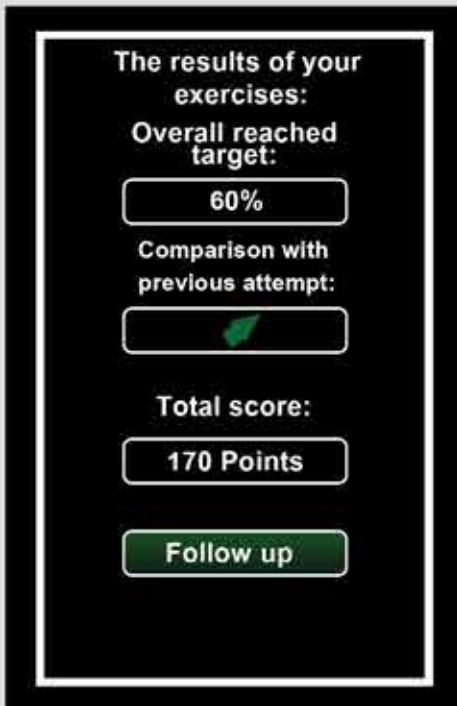 The results of your
exercises:
Overall reached
target:
60%
Comparison with
previous attempt:
Total score:
170 Points
Follow up